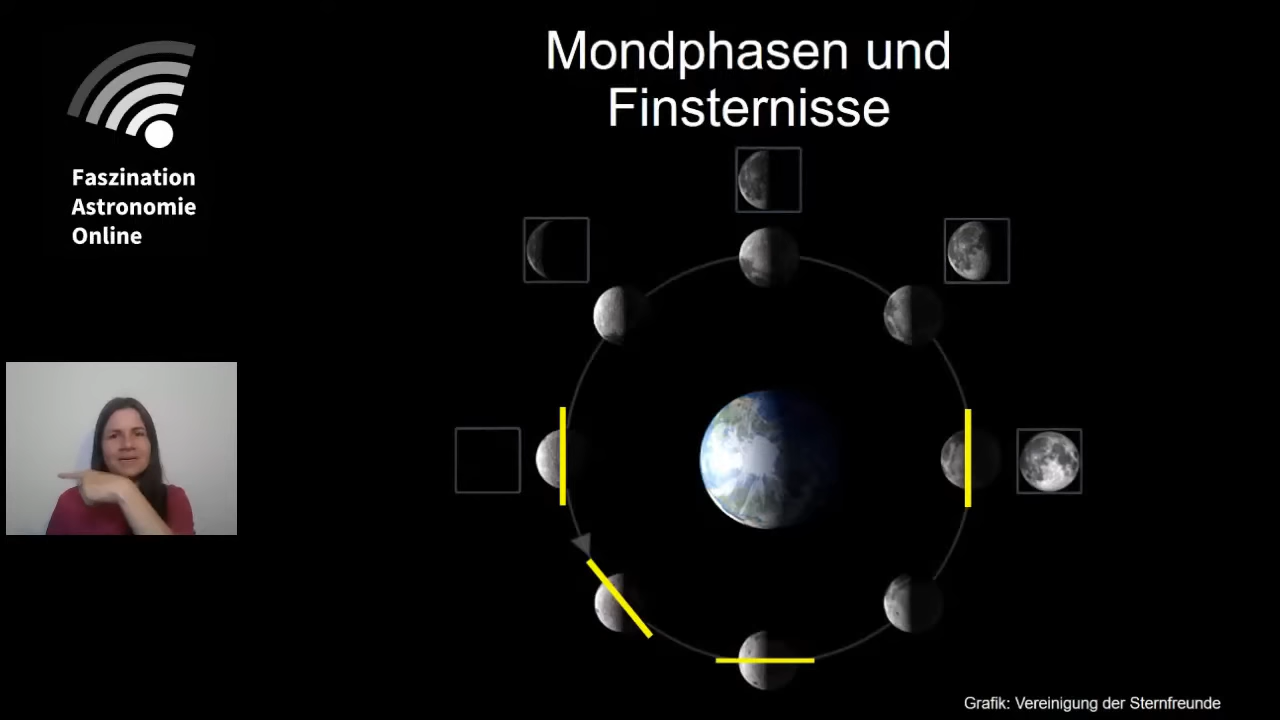 Mondphasen und
Finsternisse
Faszination
Astronomie
Online
Grafik: Vereinigung der Sternfreunde